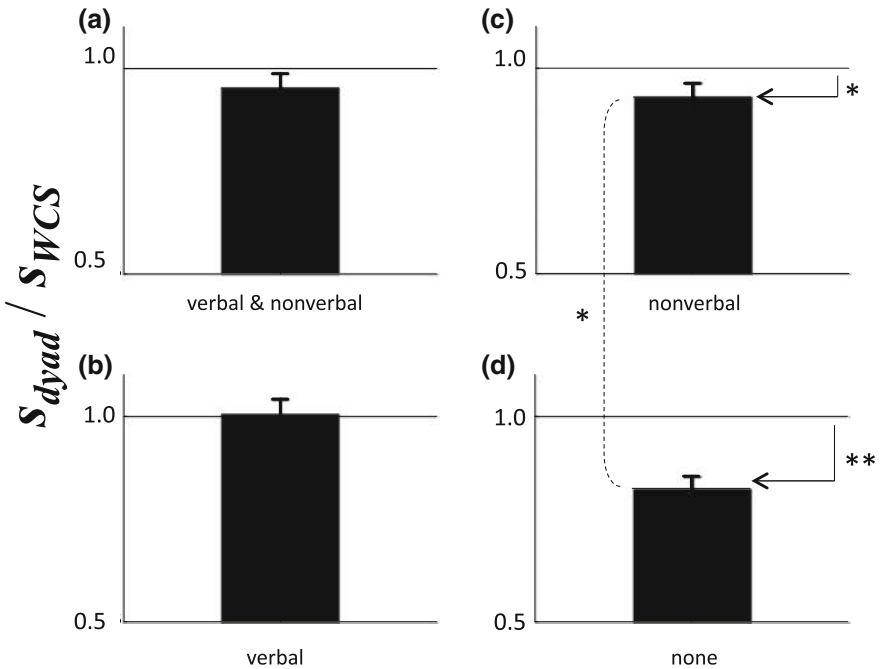 (a)
1.0
0.5
verbal & nonverbal
(b)
1.0
0.5
verbal
(c)
1.0
*
0.5
nonverbal
*
(d)
1.0
**
0.5
none
s_dyad / s_WCS